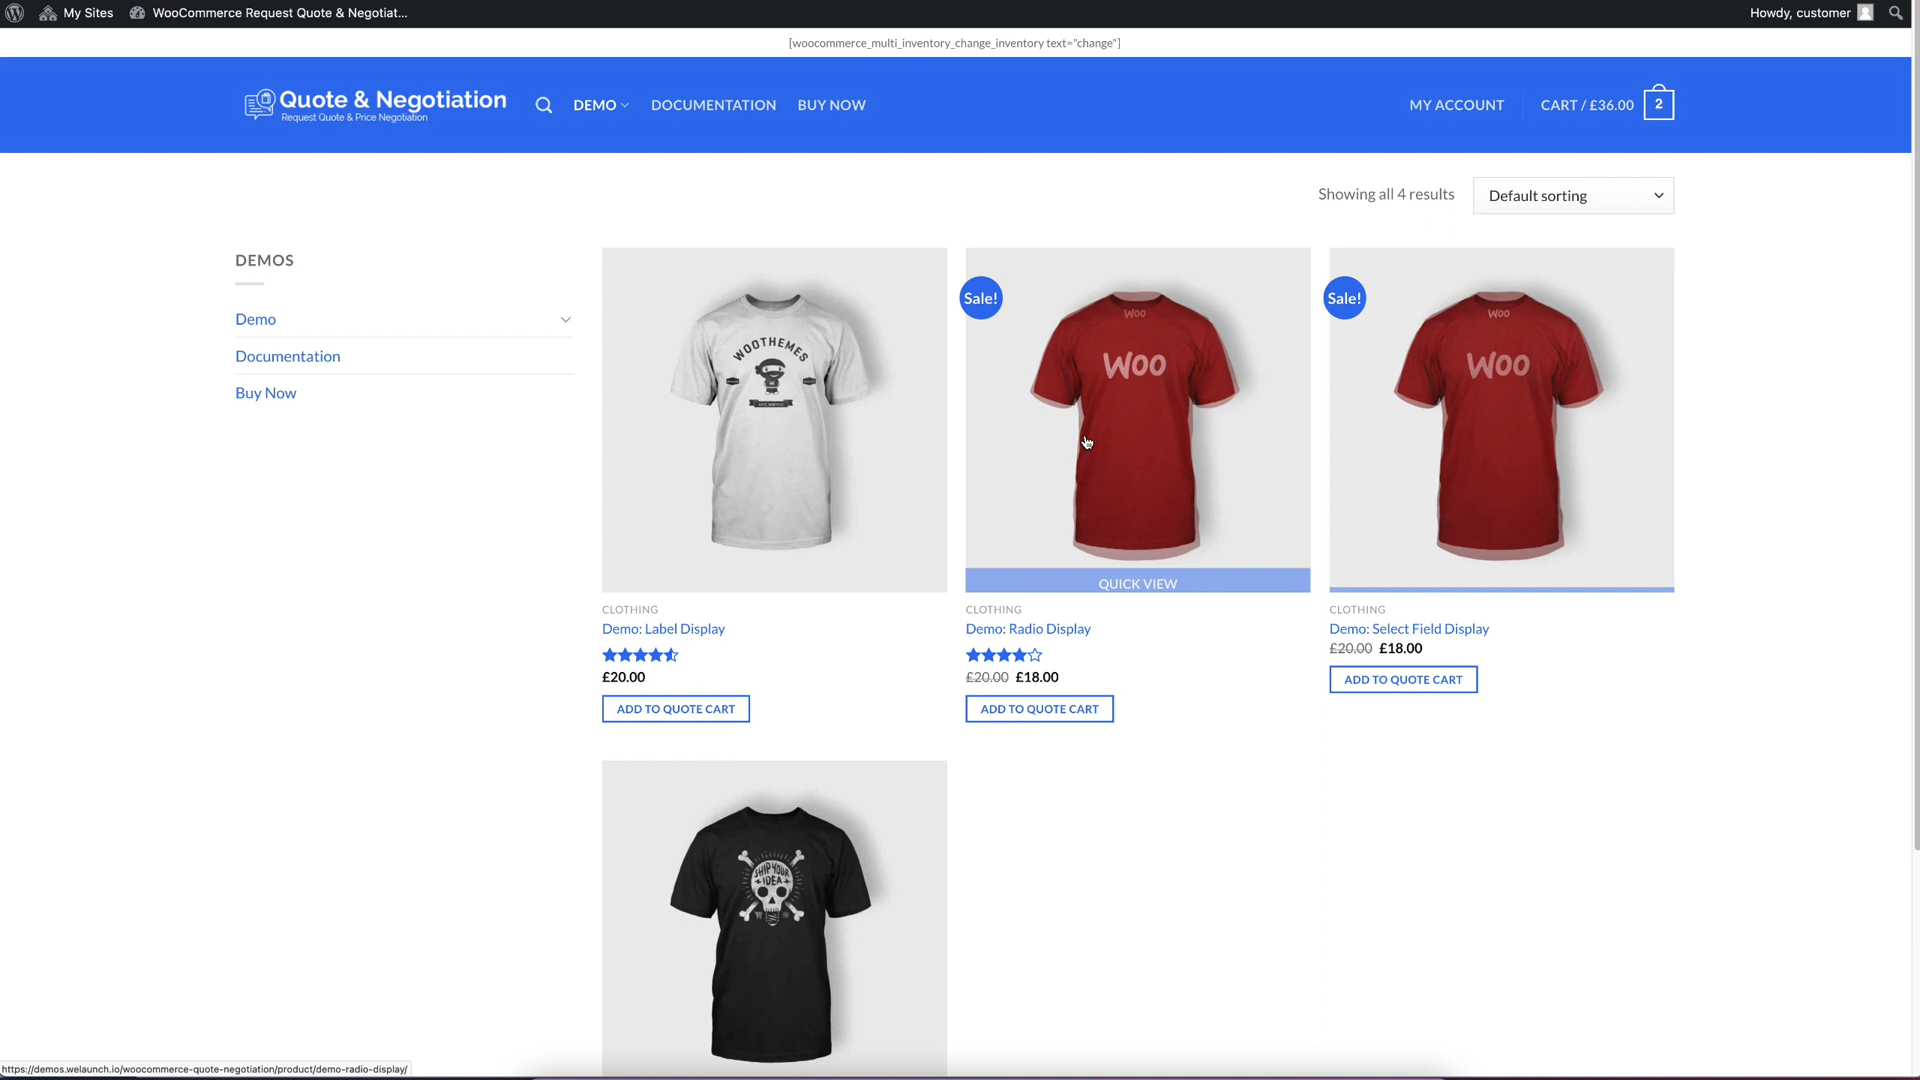 My Sites
WooCommerce Request Quote & Negotiat...
Howdy, customer
[woocommerce_multi_inventory_change_inventory text="change"]
Quote & Negotiation
Request Quote & Price Negotiation
DEMO
DOCUMENTATION
BUY NOW
MY ACCOUNT
CART / £36.00
2
Showing all 4 results
Default sorting
DEMOS
Demo
Documentation
Buy Now
WOOTHEMES
Sale!
Woo
Woo
QUICK VIEW
Sale!
Woo
Woo
CLOTHING
Demo: Label Display
£20.00
ADD TO QUOTE CART
CLOTHING
Demo: Radio Display
£20.00 £18.00
ADD TO QUOTE CART
CLOTHING
Demo: Select Field Display
£20.00 £18.00
ADD TO QUOTE CART
SHIP YOUR
IDEA
https://demos.welaunch.io/woocommerce-quote-negotiation/product/demo-radio-display/